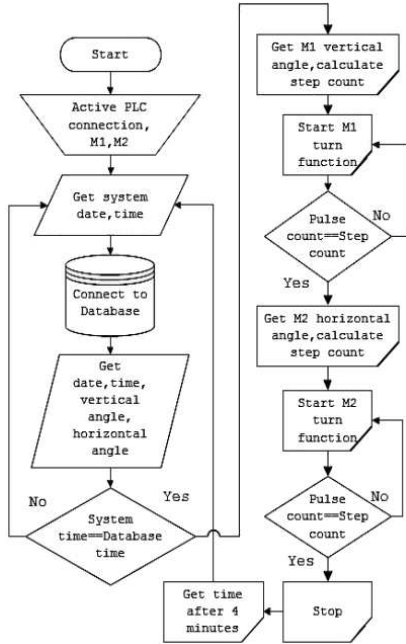 Start
Active PLC
connection,
M1,M2
Get system
date,time
Connect to
Database
Get
date,time,
vertical
angle,
horizontal
angle
No
Yes
System
time==Database
time
Get M1 vertical
angle,calculate
step count
Start M1
turn
function
Pulse
count==Step
count
No
Yes
Get M2 horizontal
angle,calculate
step count
Start M2
turn
function
Pulse
count==Step
count
No
Yes
Stop
Get time
after 4
minutes